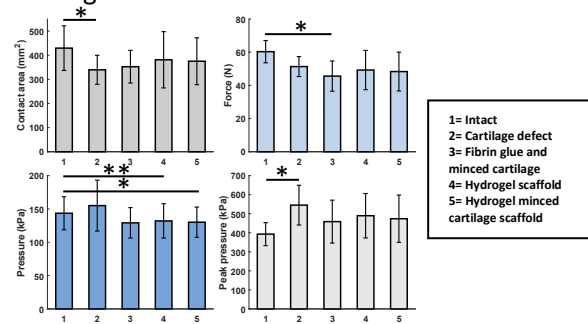 *
Contact area (mm²)
500
400
300
200
100
0
1 2 3 4 5
*
Force (N)
80
60
40
20
0
1 2 3 4 5
**
*
Pressure (kPa)
200
150
100
50
0
1 2 3 4 5
*
Peak pressure (kPa)
700
600
500
400
300
200
100
0
1 2 3 4 5
1= Intact
2= Cartilage defect
3= Fibrin glue and
minced cartilage
4= Hydrogel scaffold
5= Hydrogel minced
cartilage scaffold